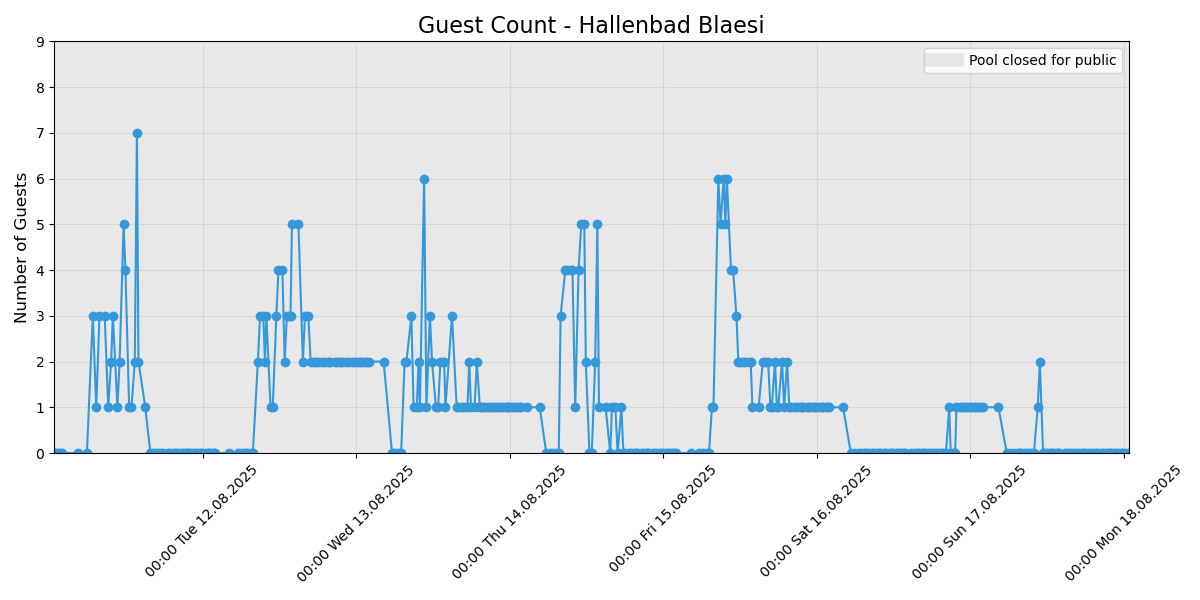 Guest Count - Hallenbad Blaesi
Pool closed for public
Number of Guests
9
8
7
6
5
4
3
2
1
0
00:00 Tue 12.08.2025
00:00 Wed 13.08.2025
00:00 Thu 14.08.2025
00:00 Fri 15.08.2025
00:00 Sat 16.08.2025
00:00 Sun 17.08.2025
00:00 Mon 18.08.2025